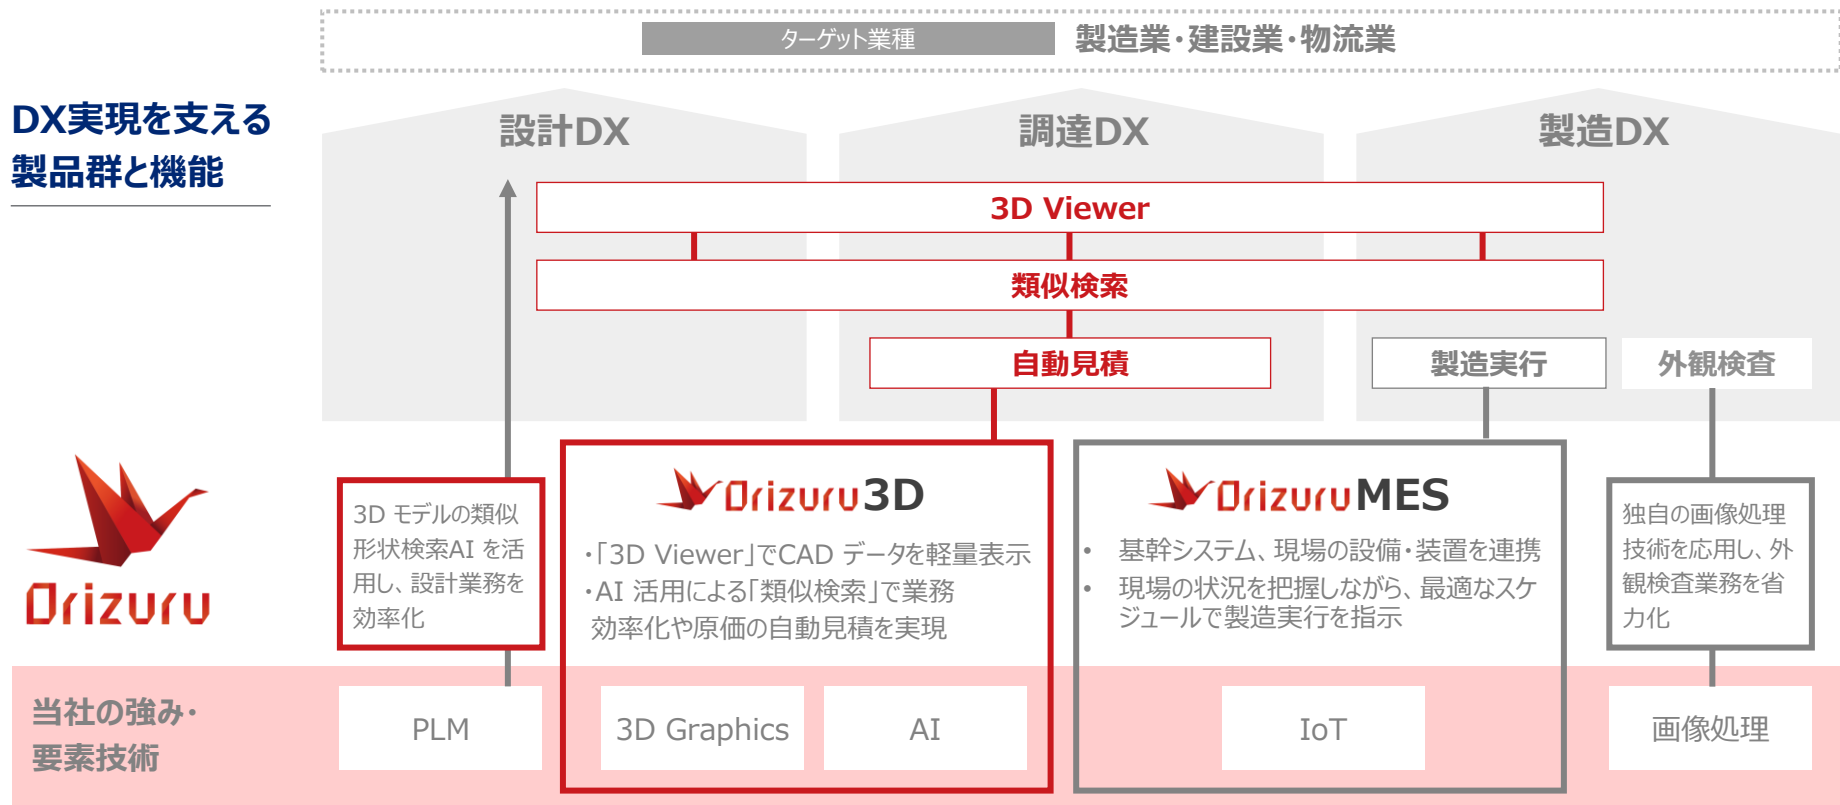 ターゲット業種
製造業・建設業・物流業
DX実現を支える
製品群と機能
設計DX
調達DX
製造DX
3D Viewer
類似検索
自動見積
製造実行
外観検査
Orizuru
3D モデルの類似
形状検索AI を活
用し、設計業務を
効率化
Orizuru 3D
・「3D Viewer」でCAD データを軽量表示
・AI 活用による「類似検索」で業務
効率化や原価の自動見積を実現
Orizuru MES
• 基幹システム、現場の設備・装置を連携
• 現場の状況を把握しながら、最適なスケ
ジュールで製造実行を指示
独自の画像処理
技術を応用し、外
観検査業務を省
力化
当社の強み・
要素技術
PLM
3D Graphics
AI
IoT
画像処理